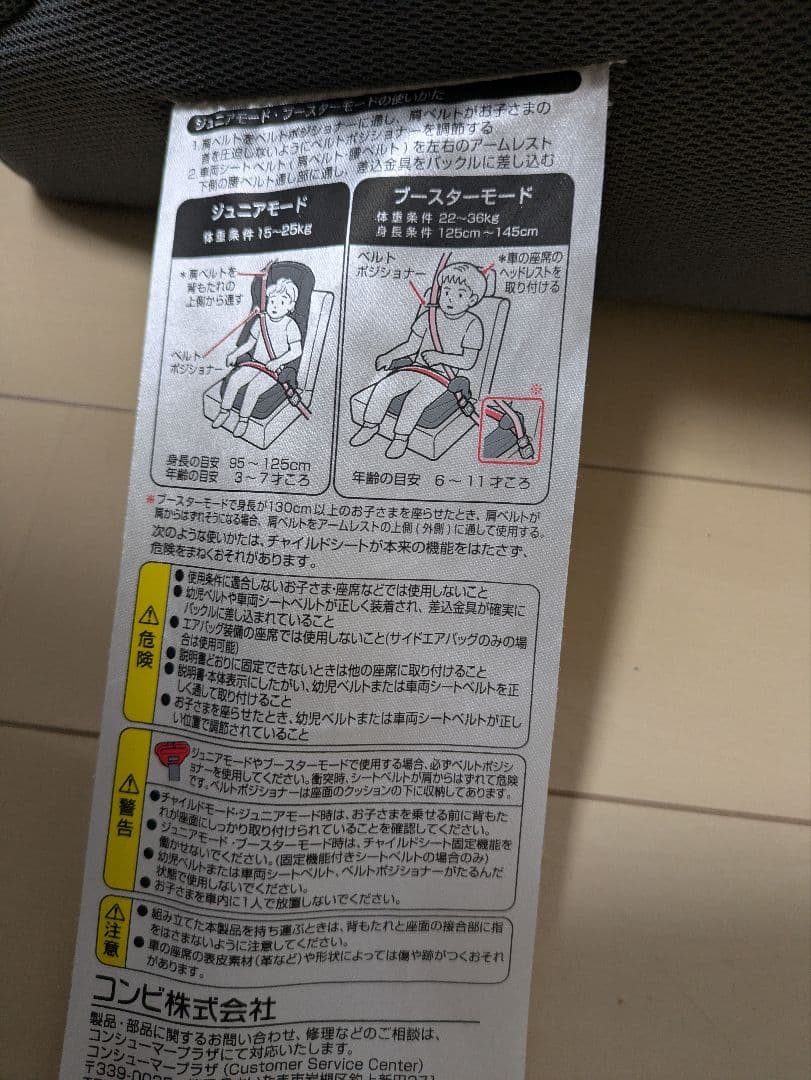 ジュニアモード・ブースターモードの使いかた
1.肩ベルトをベルトポジショナーに通し、肩ベルトがお子さまの
首を圧迫しないようにベルトポジショナーを調節する
2.車両シートベルト(肩ベルト・腰ベルト)を左右のアームレスト
下側の腰ベルト通し部に通し、差込金具をバックルに差し込む
ジュニアモード
体重条件 15~25kg
*肩ベルトを
背もたれの
上側から通す
ベルト
ポジショナー
身長の目安 95~125cm
年齢の目安 3~7才ころ
ブースターモード
体重条件 22~36kg
身長条件 125cm~145cm
ベルト
ポジショナー
*車の座席の
ヘッドレストを
取り付ける
※
年齢の目安 6~11才ころ
※ブースターモードで身長が130cm以上のお子さまを座らせたとき、肩ベルトが
肩からはずれそうになる場合、肩ベルトをアームレストの上側(外側)に通して使用する。
次のような使いかたは、チャイルドシートが本来の機能をはたさず、
危険をまねくおそれがあります。
危険
●使用条件に適合しないお子さま・座席などでは使用しないこと
●幼児ベルトや車両シートベルトが正しく装着され、差込金具が確実に
バックルに差し込まれていること
●エアバッグ装備の座席では使用しないこと(サイドエアバッグのみの場
合は使用可能)
●説明書どおりに固定できないときは他の座席に取り付けること
●説明書・本体表示にしたがい、幼児ベルトまたは車両シートベルトを正
しく通して取り付けること
●お子さまを座らせたとき、幼児ベルトまたは車両シートベルトが正し
い位置で調節されていること
警告
ジュニアモードやブースターモードで使用する場合、必ずベルトポジシ
ョナーを使用してください。衝突時、シートベルトが肩からはずれて危険
です。ベルトポジショナーは座面のクッションの下に収納してあります。
●チャイルドモード・ジュニアモード時は、お子さまを乗せる前に背もた
れが座面にしっかり取り付けられていることを確認してください。
●ジュニアモード・ブースターモード時は、チャイルドシート固定機能を
働かせないでください。(固定機能付きシートベルトの場合のみ)
●幼児ベルトまたは車両シートベルト、ベルトポジショナーがたるんだ
状態で使用しないでください。
●お子さまを車内に1人で放置しないでください。
注意
●組み立てた本製品を持ち運ぶときは、背もたれと座面の接合部に指
をはさまないように注意してください。
●車の座席の表皮素材(革など)や形状によっては傷や跡がつくおそれ
があります。
コンビ株式会社
製品・部品に関するお問い合わせ、修理などのご相談は、
コンシューマープラザにて対応いたします。
コンシューマープラザ (Customer Service Center)
〒339-0025